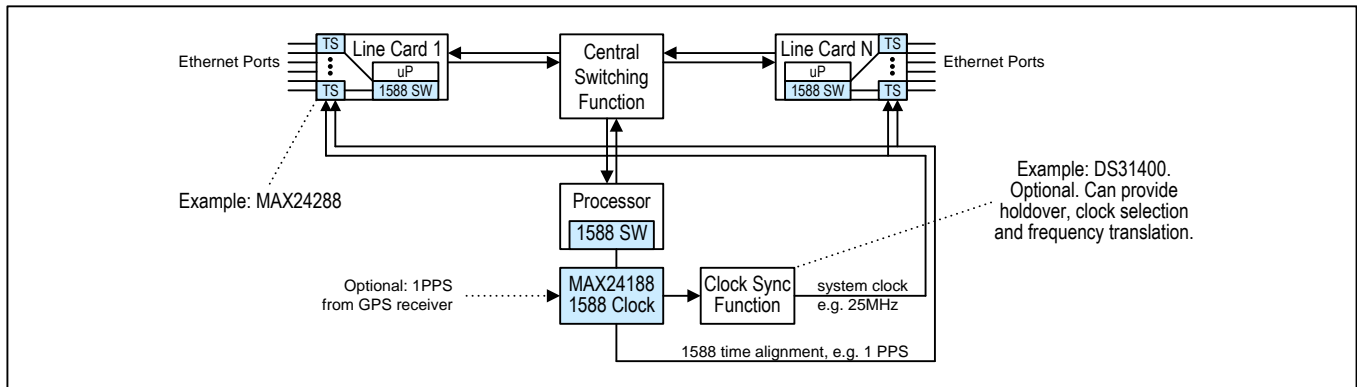 Ethernet Ports
TS
TS
Line Card 1
uP
1588 SW
Central
Switching
Function
Line Card N
uP
1588 SW
TS
TS
Ethernet Ports
Example: MAX24288
Processor
1588 SW
Example: DS31400.
Optional. Can provide
holdover, clock selection
and frequency translation.
Optional: 1PPS
from GPS receiver
MAX24188
1588 Clock
Clock Sync
Function
system clock
e.g. 25MHz
1588 time alignment, e.g. 1 PPS